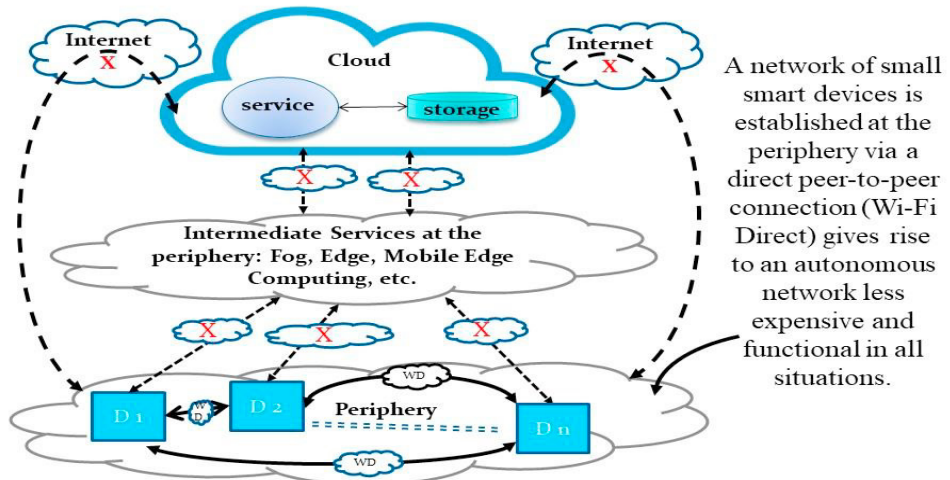 Internet
X
Cloud
Internet
X
service
storage
X
X
Intermediate Services at the
periphery: Fog, Edge, Mobile Edge
Computing, etc.
X
X
X
D 1
W
D
D 2
WD
Periphery
D n
WD
A network of small
smart devices is
established at the
periphery via a
direct peer-to-peer
connection (Wi-Fi
Direct) gives rise
to an autonomous
network less
expensive and
functional in all
situations.